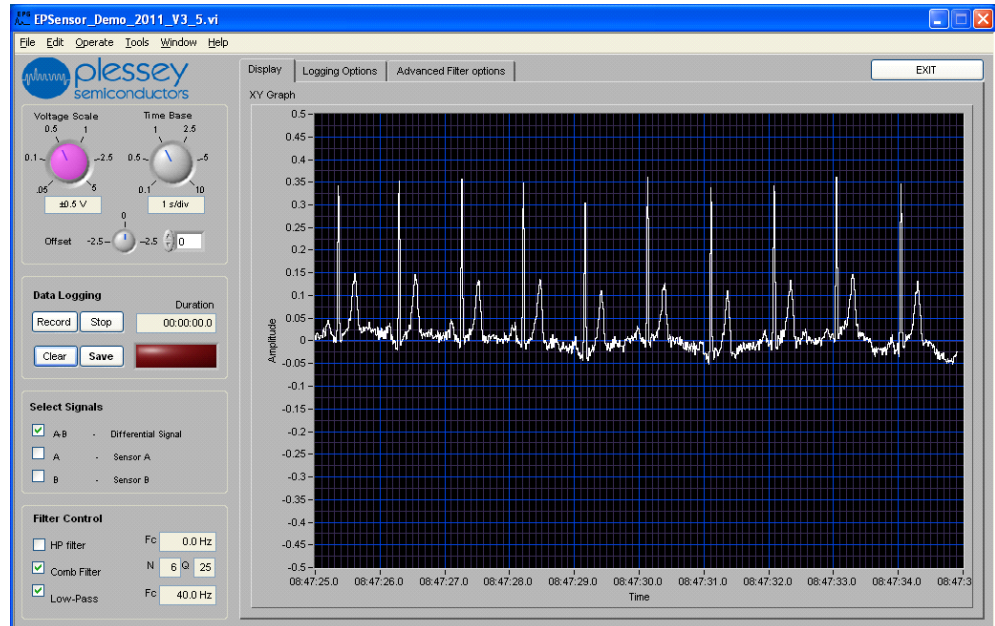 EPSensor_Demo_2011_V3_5.vi
File Edit Operate Tools Window Help
plessey
semiconductors
Display Logging Options Advanced Filter options EXIT
XY Graph
Voltage Scale Time Base
0.5 1 1 2.5
0.1 2.5 0.5 5
.05 5 0.1 10
±0.5 V 1 s/div
0
Offset -2.5 2.5 0
Data Logging
Duration
Record Stop 00:00:00.0
Clear Save
Select Signals
A-B - Differential Signal
A - Sensor A
B - Sensor B
Filter Control
HP filter Fc 0.0 Hz
Comb Filter N 6 Q 25
Low-Pass Fc 40.0 Hz
Amplitude
0.5
0.45
0.4
0.35
0.3
0.25
0.2
0.15
0.1
0.05
0
-0.05
-0.1
-0.15
-0.2
-0.25
-0.3
-0.35
-0.4
-0.45
-0.5
08:47:25.0 08:47:26.0 08:47:27.0 08:47:28.0 08:47:29.0 08:47:30.0 08:47:31.0 08:47:32.0 08:47:33.0 08:47:34.0 08:47:3
Time